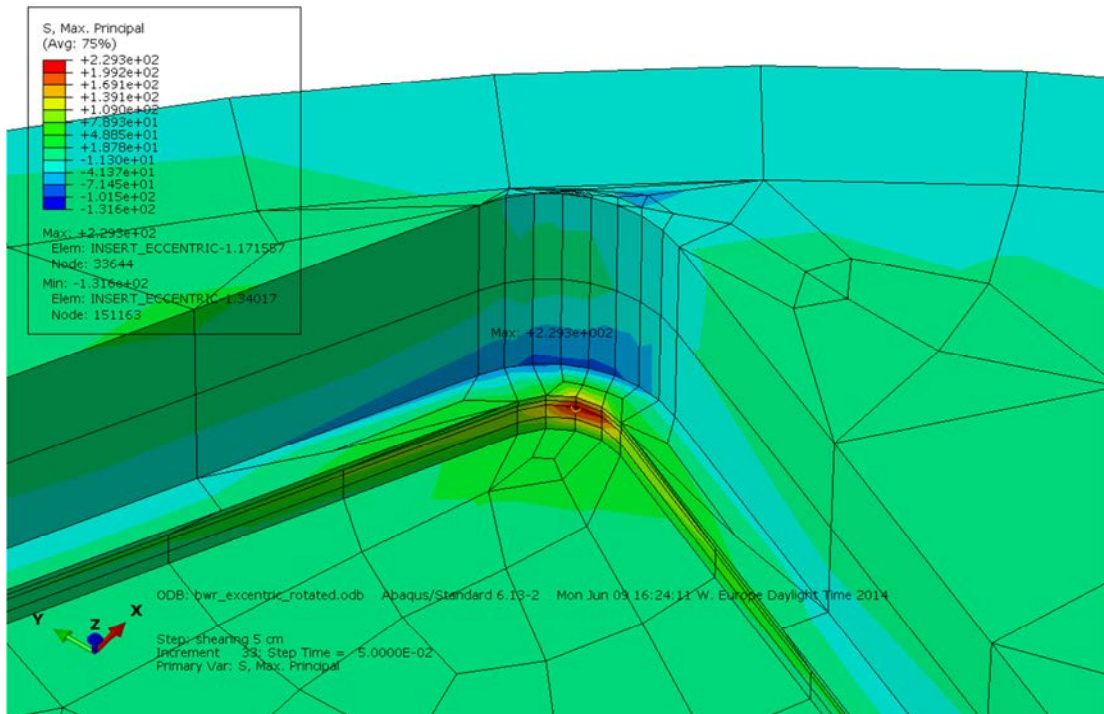 S, Max. Principal
(Avg: 75%)
+2.293e+02
+1.992e+02
+1.691e+02
+1.391e+02
+1.090e+02
+7.893e+01
+4.885e+01
+1.878e+01
-1.130e+01
-4.137e+01
-7.145e+01
-1.015e+02
-1.316e+02
Max: +2.293e+02
Elem: INSERT_ECCENTRIC-1.171557
Node: 33644
Min: -1.316e+02
Elem: INSERT_ECCENTRIC-1.34017
Node: 151163
Max: +2.293e+002
ODB: bwr_excentric_rotated.odb Abaqus/Standard 6.13-2 Mon Jun 09 16:24:11 W. Europe Daylight Time 2014
Y Z X
Step: shearing 5 cm
Increment 33: Step Time = 5.0000E-02
Primary Var: S, Max. Principal